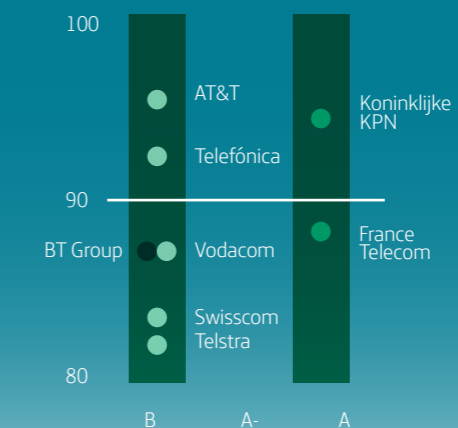 100
AT&T
Koninklijke
KPN
Telefónica
90
France
Telecom
BT Group
Vodacom
Swisscom
Telstra
80
B
A-
A